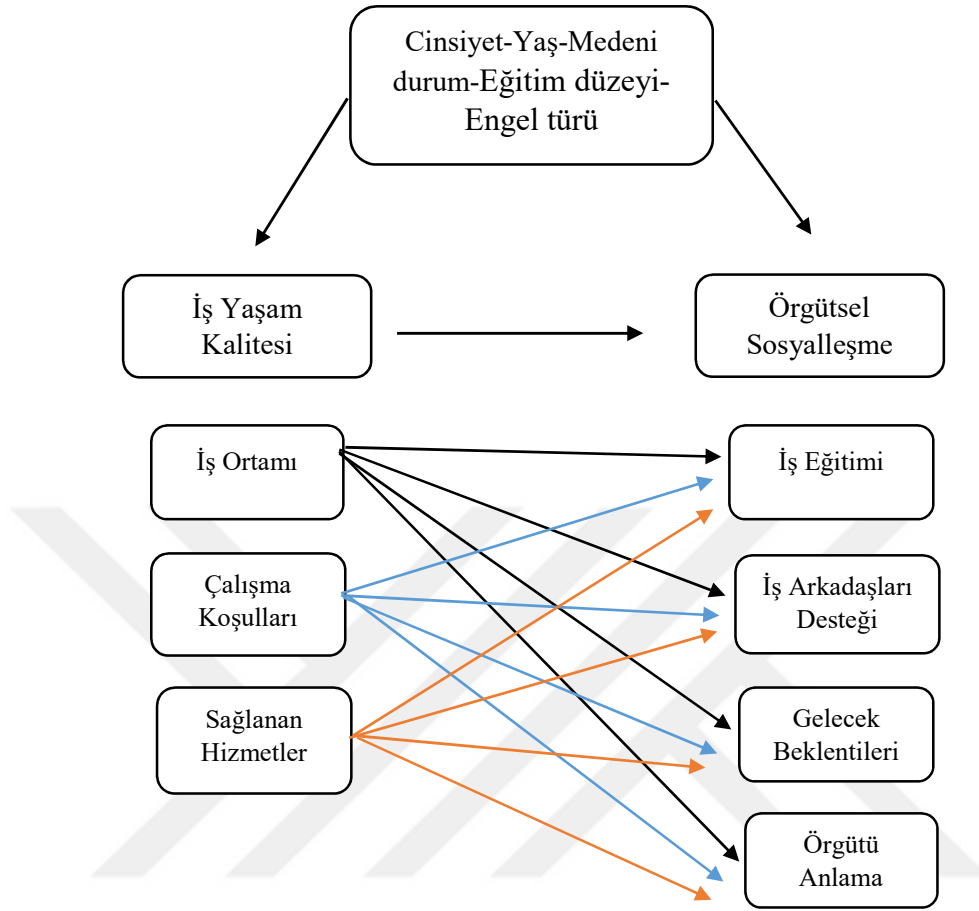 Cinsiyet-Yaş-Medeni
durum-Eğitim düzeyi-
Engel türü
İş Yaşam
Kalitesi
Örgütsel
Sosyalleşme
İş Ortamı
İş Eğitimi
Çalışma
Koşulları
İş Arkadaşları
Desteği
Sağlanan
Hizmetler
Gelecek
Beklentileri
Örgütü
Anlama